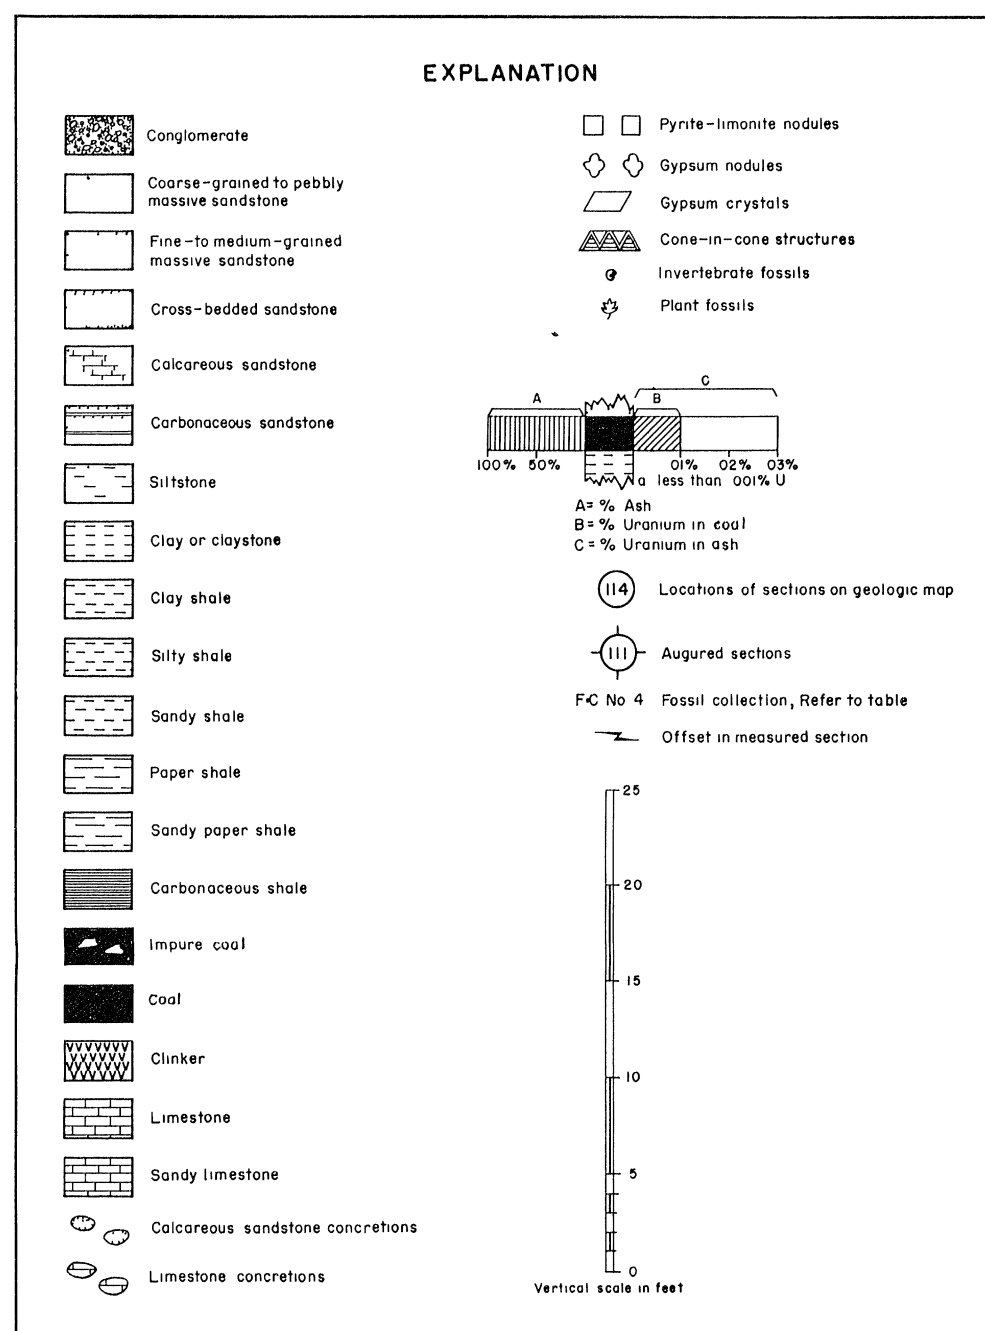 EXPLANATION
Conglomerate
Coarse-grained to pebbly
massive sandstone
Fine-to medium-grained
massive sandstone
Cross-bedded sandstone
Calcareous sandstone
Carbonaceous sandstone
Siltstone
Clay or claystone
Clay shale
Silty shale
Sandy shale
Paper shale
Sandy paper shale
Carbonaceous shale
Impure coal
Coal
Clinker
Limestone
Sandy limestone
Calcareous sandstone concretions
Limestone concretions
Pyrite-limonite nodules
Gypsum nodules
Gypsum crystals
Cone-in-cone structures
Invertebrate fossils
Plant fossils
C
A B
100% 50% 01% 02% 03%
a less than 001% U
A= % Ash
B = % Uranium in coal
C = % Uranium in ash
114 Locations of sections on geologic map
111 Augured sections
F.C No 4 Fossil collection, Refer to table
Offset in measured section
25
20
15
10
5
0
Vertical scale in feet